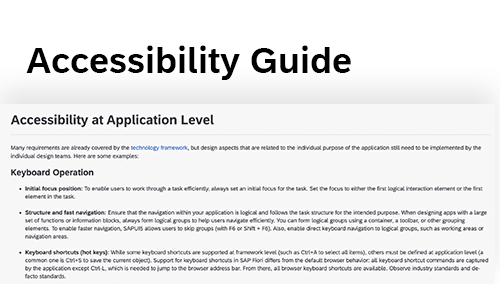 Accessibility Guide
Accessibility at Application Level
Many requirements are already covered by the technology framework, but design aspects that are related to the individual purpose of the application still need to be implemented by the
individual design teams. Here are some examples:
Keyboard Operation
• Initial focus position: To enable users to work through a task efficiently, always set an initial focus for the task. Set the focus to either the first logical interaction element or the first
element in the task.
• Structure and fast navigation: Ensure that the navigation within your application is logical and follows the task structure for the intended purpose. When designing apps with a large
set of functions or information blocks, always form logical groups to help users navigate efficiently. You can form logical groups using a container, a toolbar, or other grouping
elements. To enable faster navigation, SAPUI5 allows users to skip groups (with F6 or Shift + F6). Also, enable direct keyboard navigation to logical groups, such as working areas or
navigation areas.
• Keyboard shortcuts (hot keys): While some keyboard shortcuts are supported at framework level (such as Ctrl+A to select all items), others must be defined at application level (a
common one is Ctrl+S to save the current object). Support for keyboard shortcuts in SAP Fiori differs from the default browser behavior: all keyboard shortcut commands are captured
by the application except Ctrl-L, which is needed to jump to the browser address bar. From there, all browser keyboard shortcuts are available. Observe industry standards and de-
facto standards.